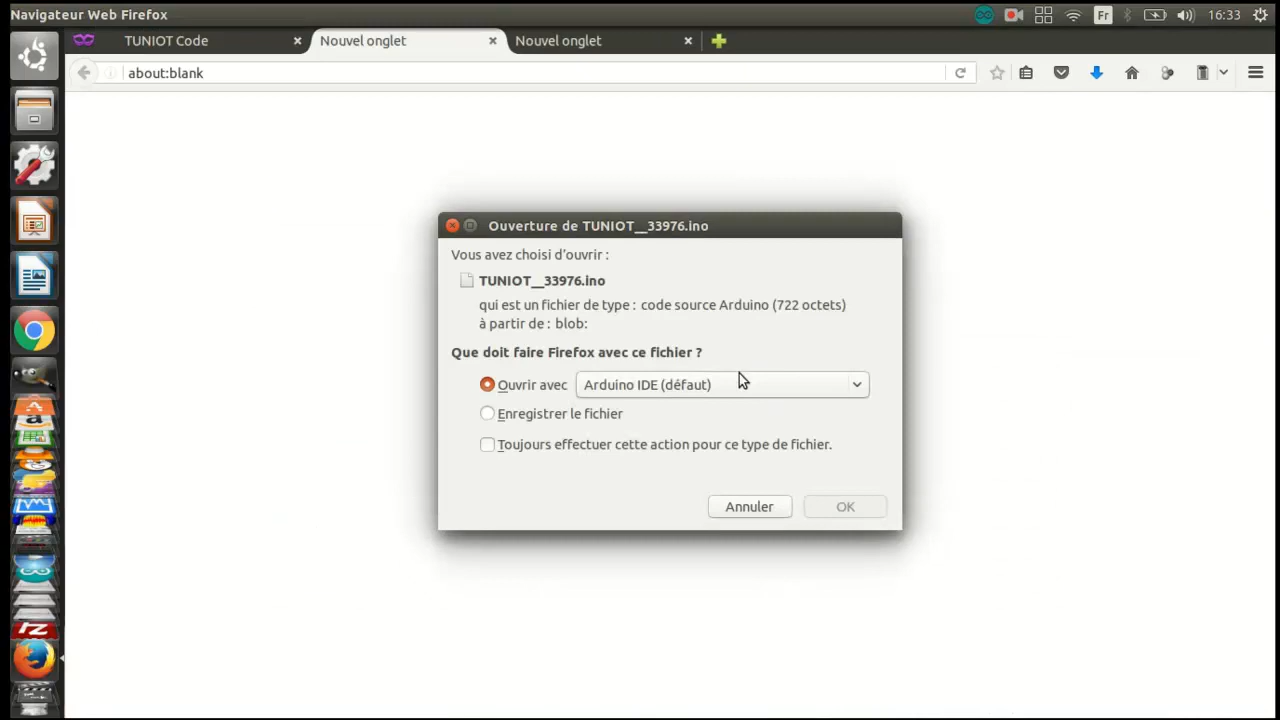 Navigateur Web Firefox
Fr
16:33
TUNIOT Code
Nouvel onglet
Nouvel onglet
about:blank
Ouverture de TUNIOT__33976.ino
Vous avez choisi d'ouvrir :
TUNIOT__33976.ino
qui est un fichier de type : code source Arduino (722 octets)
à partir de : blob:
Que doit faire Firefox avec ce fichier ?
Ouvrir avec
Arduino IDE (défaut)
Enregistrer le fichier
Toujours effectuer cette action pour ce type de fichier.
Annuler
OK